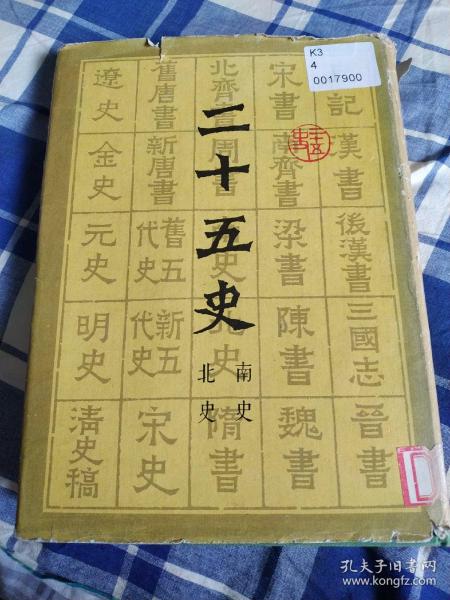 K3
4
0017900
二十五史
南史
北史
記
漢書
後漢書
三國志
晉書
宋書
南齊書
梁書
陳書
魏書
北齊書
周書
史
北史
隋書
舊唐書
新唐書
舊五
代史
新五
代史
宋史
遼史
金史
元史
明史
清史稿
孔夫子旧书网
www.kongfz.com